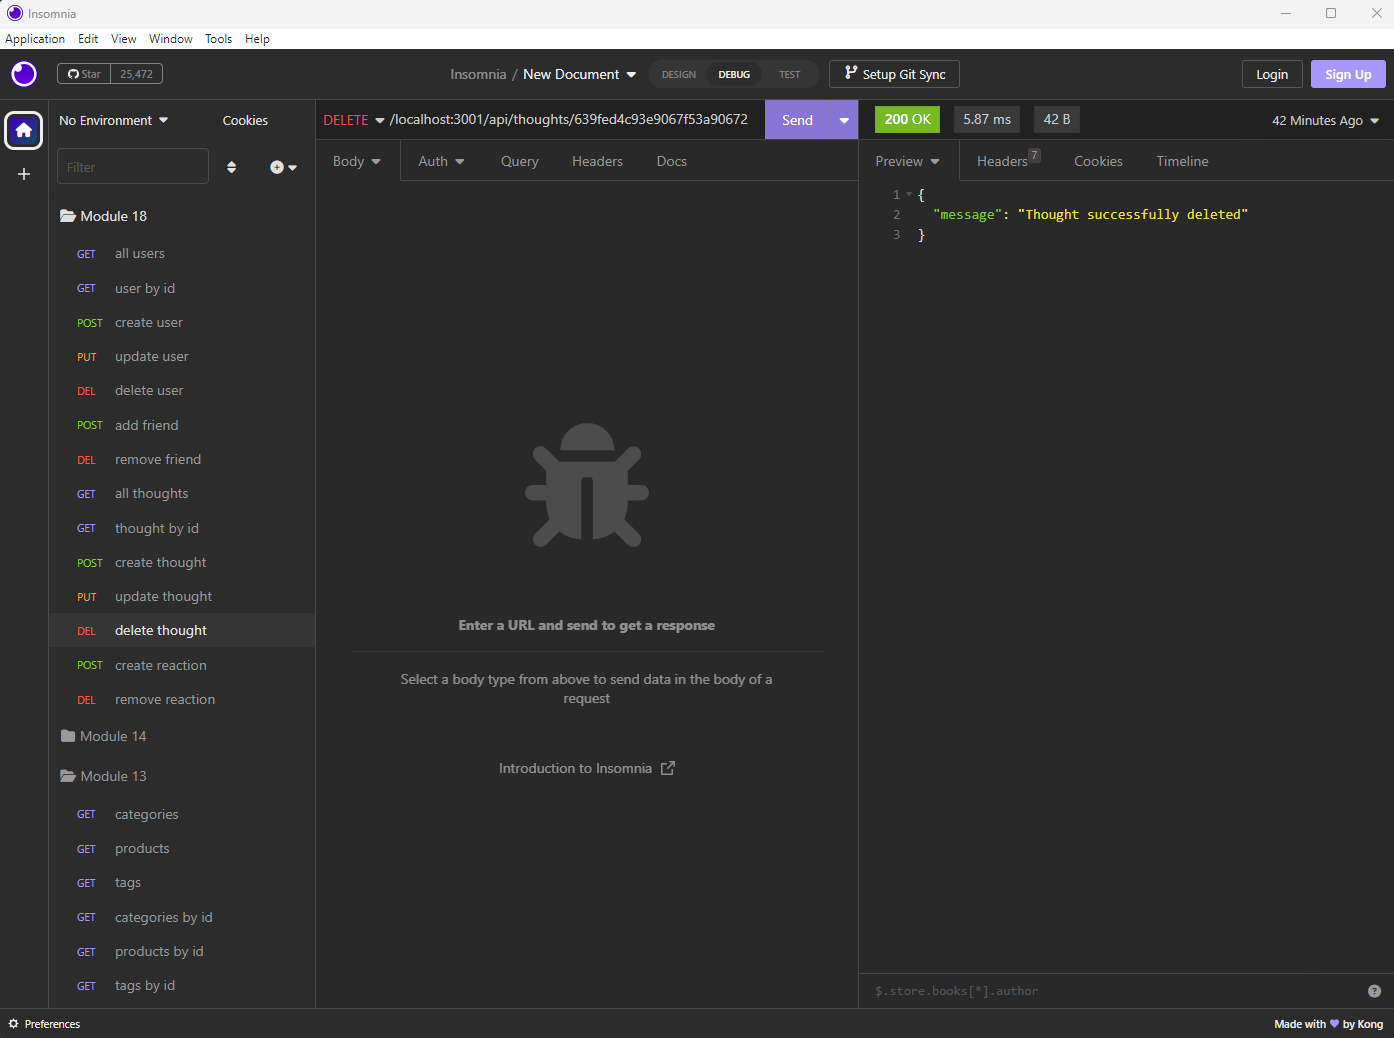 Insomnia
Application Edit View Window Tools Help
Star 25,472
Insomnia / New Document
DESIGN DEBUG TEST
Setup Git Sync
Login Sign Up
No Environment Cookies
Filter
Module 18
GET all users
GET user by id
POST create user
PUT update user
DEL delete user
POST add friend
DEL remove friend
GET all thoughts
GET thought by id
POST create thought
PUT update thought
DEL delete thought
POST create reaction
DEL remove reaction
Module 14
Module 13
GET categories
GET products
GET tags
GET categories by id
GET products by id
GET tags by id
DELETE /localhost:3001/api/thoughts/639fed4c93e9067f53a90672 Send
Body Auth Query Headers Docs
Enter a URL and send to get a response
Select a body type from above to send data in the body of a
request
Introduction to Insomnia
200 OK 5.87 ms 42 B 42 Minutes Ago
Preview Headers 7 Cookies Timeline
1 {
2 "message": "Thought successfully deleted"
3 }
$.store.books[*].author ?
Preferences
Made with 💜 by Kong